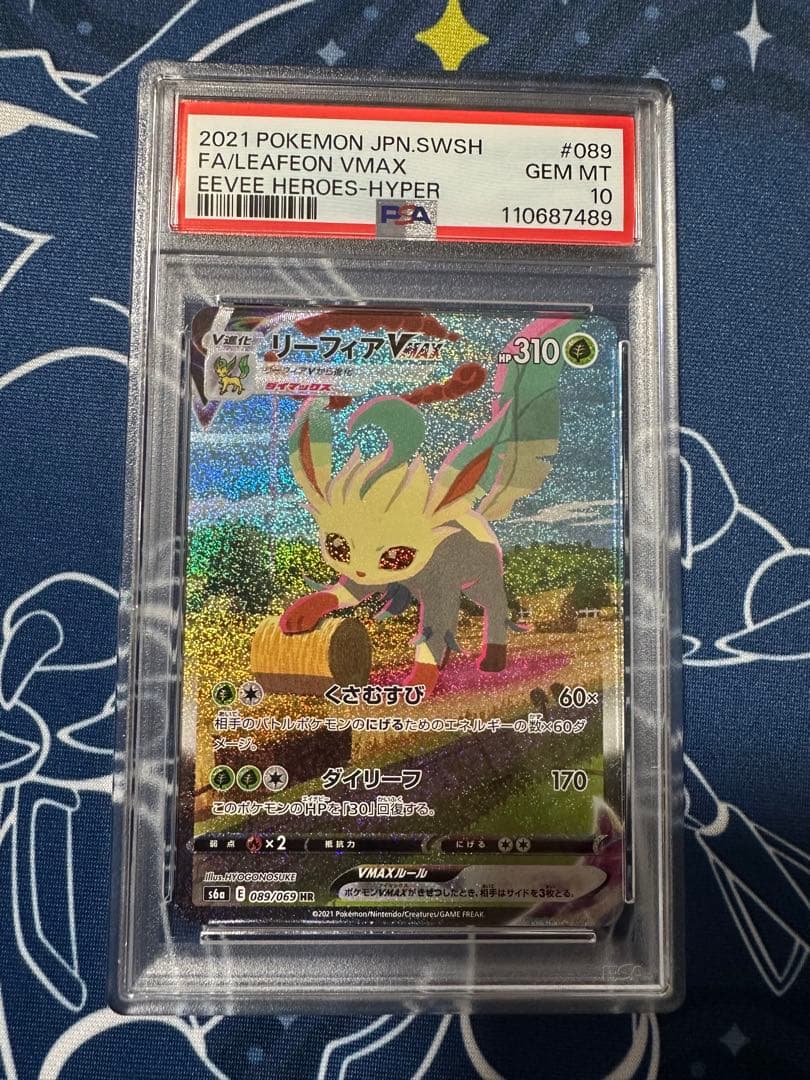 2021 POKEMON JPN.SWSH #089
FA/LEAFEON VMAX GEM MT
EEVEE HEROES-HYPER 10
PSA 110687489
V進化 リーフィアVMAX HP310
リーフィアVから進化
ダイマックス
くさむすび 60×
相手のバトルポケモンのにげるためのエネルギーの数×60ダ
メージ。
ダイリーフ 170
このポケモンのHPを「30」回復する。
弱点 ×2 抵抗力 にげる
Illus. HYOGONOSUKE
VMAXルール
ポケモンVMAXがきぜつしたとき、相手はサイドを3枚とる。
s6a E 089/069 HR
©2021 Pokémon/Nintendo/Creatures/GAME FREAK